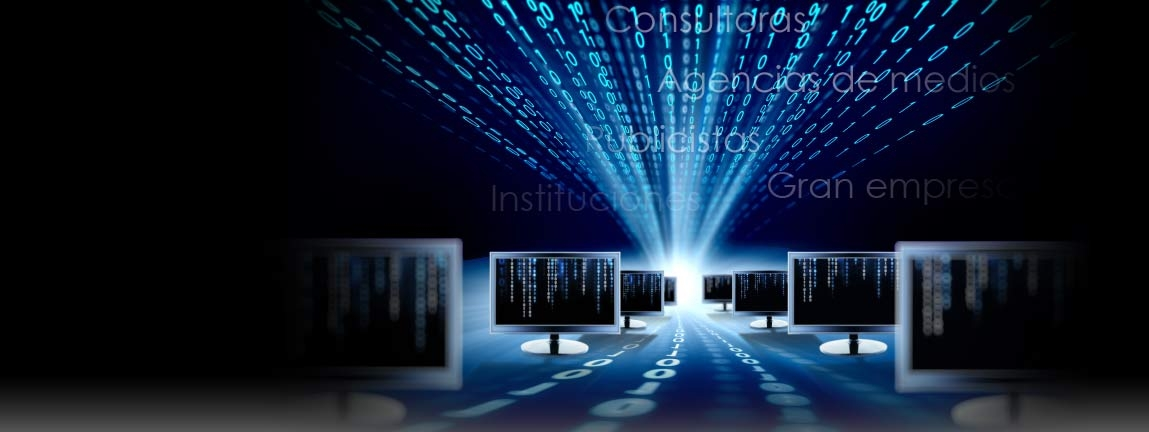 Consultoras
Agencias de medios
Publicistas
Gran empresa
Instituciones